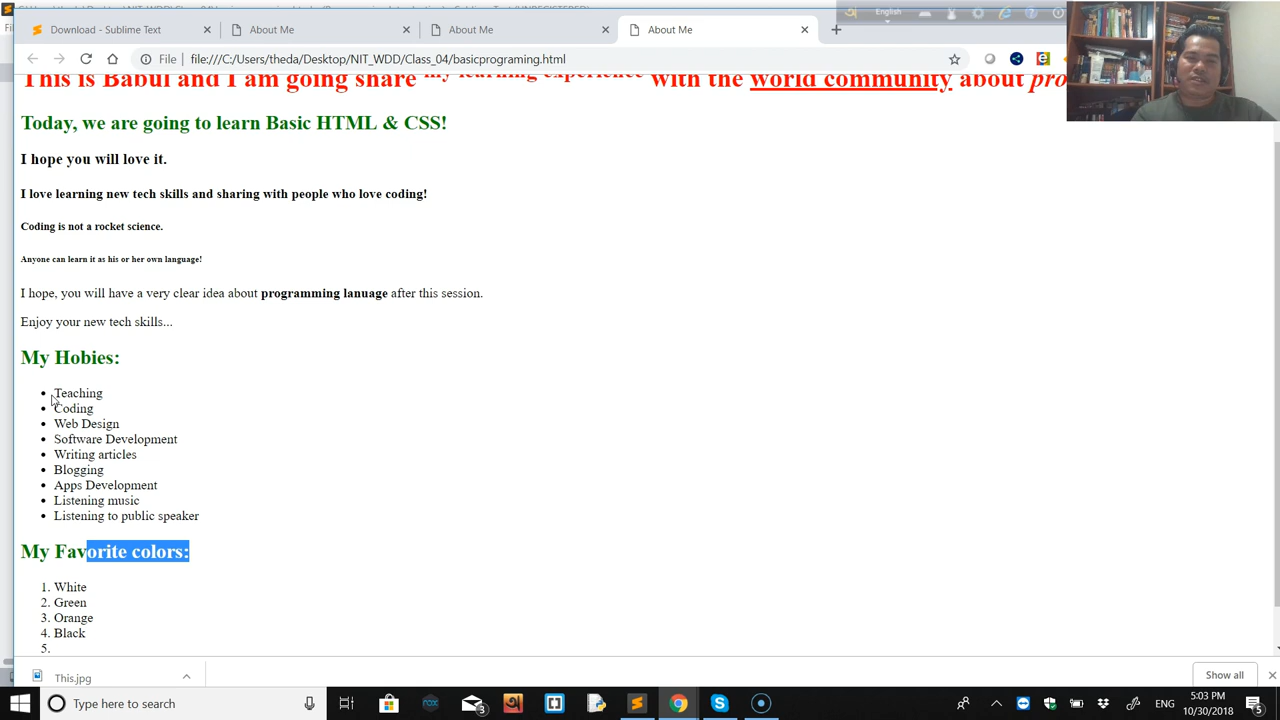 Download - Sublime Text
About Me
About Me
About Me
English
File
file:///C:/Users/theda/Desktop/NIT_WDD/Class_04/basicprograming.html
This is Babul and I am going share my learning experience with the world community about
Today, we are going to learn Basic HTML & CSS!
I hope you will love it.
I love learning new tech skills and sharing with people who love coding!
Coding is not a rocket science.
Anyone can learn it as his or her own language!
I hope, you will have a very clear idea about programming lanuage after this session.
Enjoy your new tech skills...
My Hobies:
• Teaching
• Coding
• Web Design
• Software Development
• Writing articles
• Blogging
• Apps Development
• Listening music
• Listening to public speaker
My Favorite colors:
1. White
2. Green
3. Orange
4. Black
5.
This.jpg
Show all
Type here to search
3
ENG
5:03 PM
10/30/2018
5